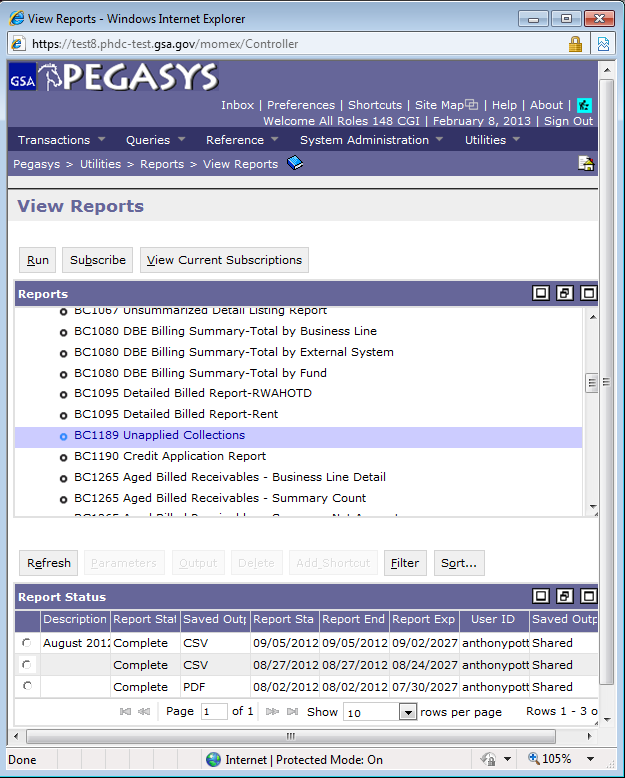 View Reports - Windows Internet Explorer
https://test8.phdc-test.gsa.gov/momex/Controller
GSA PEGASYS
Inbox | Preferences | Shortcuts | Site Map | Help | About |
Welcome All Roles 148 CGI | February 8, 2013 | Sign Out
Transactions Queries Reference System Administration Utilities
Pegasys > Utilities > Reports > View Reports
View Reports
Run Subscribe View Current Subscriptions
Reports
BC1067 Unsummarized Detail Listing Report
BC1080 DBE Billing Summary-Total by Business Line
BC1080 DBE Billing Summary-Total by External System
BC1080 DBE Billing Summary-Total by Fund
BC1095 Detailed Billed Report-RWAHOTD
BC1095 Detailed Billed Report-Rent
BC1189 Unapplied Collections
BC1190 Credit Application Report
BC1265 Aged Billed Receivables - Business Line Detail
BC1265 Aged Billed Receivables - Summary Count
Refresh Parameters Output Delete Add Shortcut Filter Sort...
Report Status
Description Report Stat Saved Outp Report Sta Report End Report Exp User ID Saved Outp
August 2012 Complete CSV 09/05/2012 09/05/2012 09/02/2027 anthonypott Shared
Complete CSV 08/27/2012 08/27/2012 08/24/2027 anthonypott Shared
Complete PDF 08/02/2012 08/02/2012 07/30/2027 anthonypott Shared
Page 1 of 1 Show 10 rows per page Rows 1 - 3 o
Done Internet | Protected Mode: On 105%